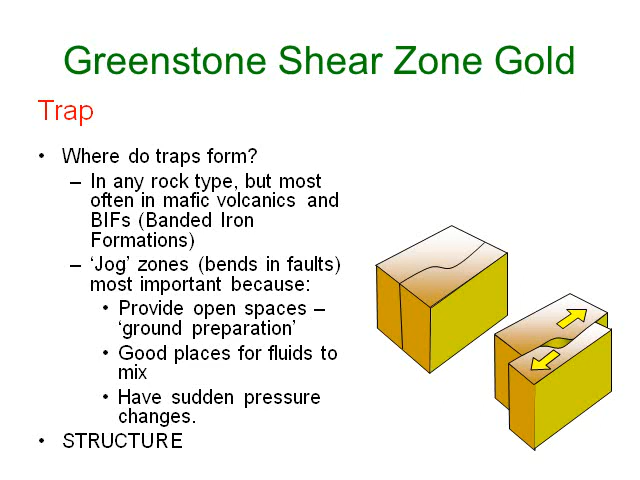 Greenstone Shear Zone Gold
Trap
• Where do traps form?
– In any rock type, but most
often in mafic volcanics and
BIFs (Banded Iron
Formations)
– ‘Jog’ zones (bends in faults)
most important because:
• Provide open spaces –
‘ground preparation’
• Good places for fluids to
mix
• Have sudden pressure
changes.
• STRUCTURE